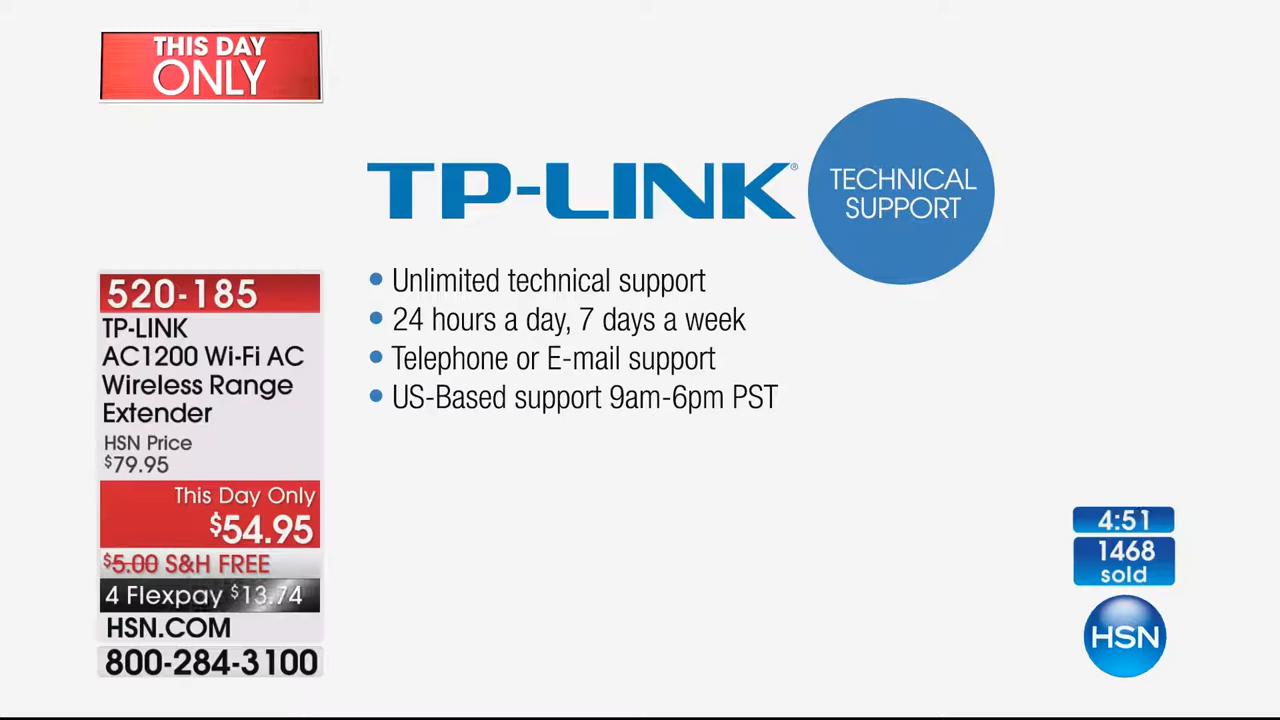 THIS DAY
ONLY
TP-LINK®
TECHNICAL
SUPPORT
• Unlimited technical support
• 24 hours a day, 7 days a week
• Telephone or E-mail support
• US-Based support 9am-6pm PST
520-185
TP-LINK
AC1200 Wi-Fi AC
Wireless Range
Extender
HSN Price
$79.95
This Day Only
$54.95
$5.00 S&H FREE
4 Flexpay $13.74
HSN.COM
800-284-3100
4:51
1468
sold
HSN